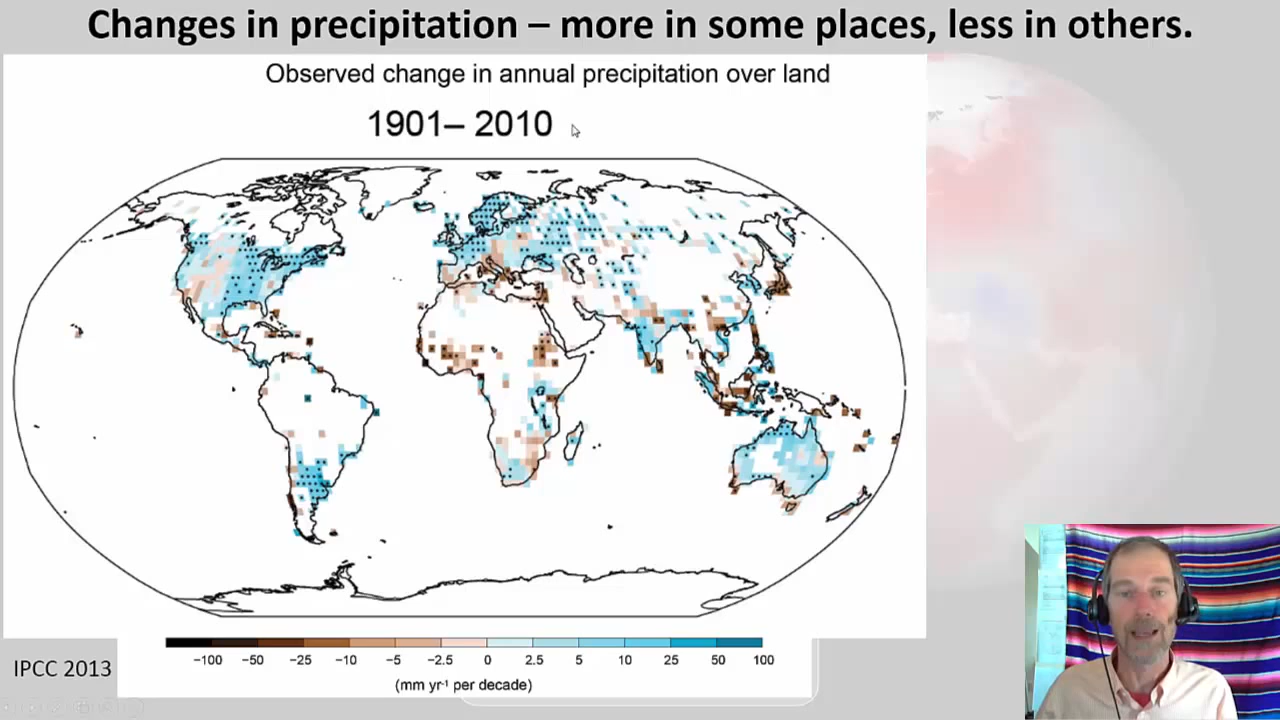 Changes in precipitation – more in some places, less in others.
Observed change in annual precipitation over land
1901– 2010
−100 −50 −25 −10 −5 −2.5 0 2.5 5 10 25 50 100
(mm yr⁻¹ per decade)
IPCC 2013